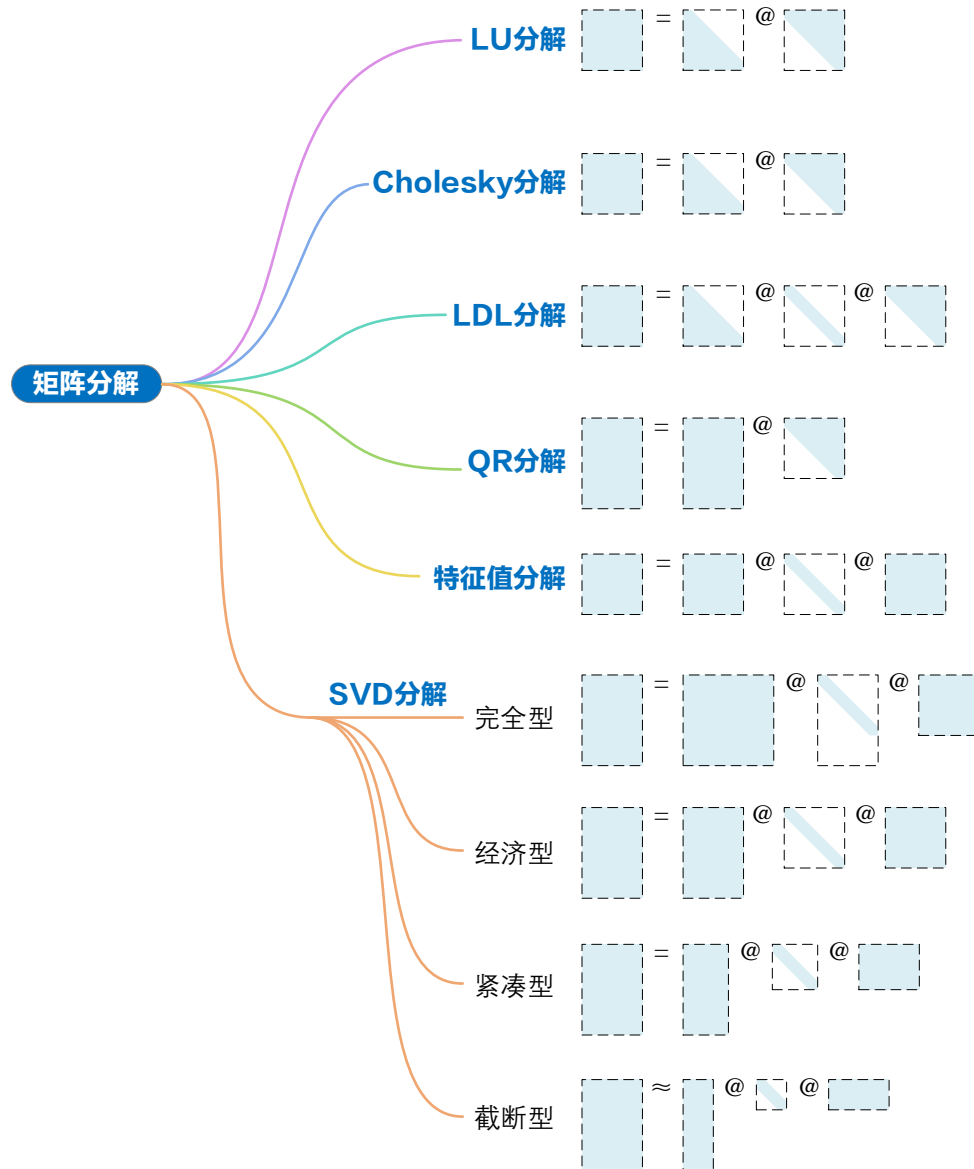 LU分解 = @
Cholesky分解 = @
LDL分解 = @ @
矩阵分解
QR分解 = @
特征值分解 = @ @
SVD分解
完全型 = @ @
经济型 = @ @
紧凑型 = @ @
截断型 ≈ @ @